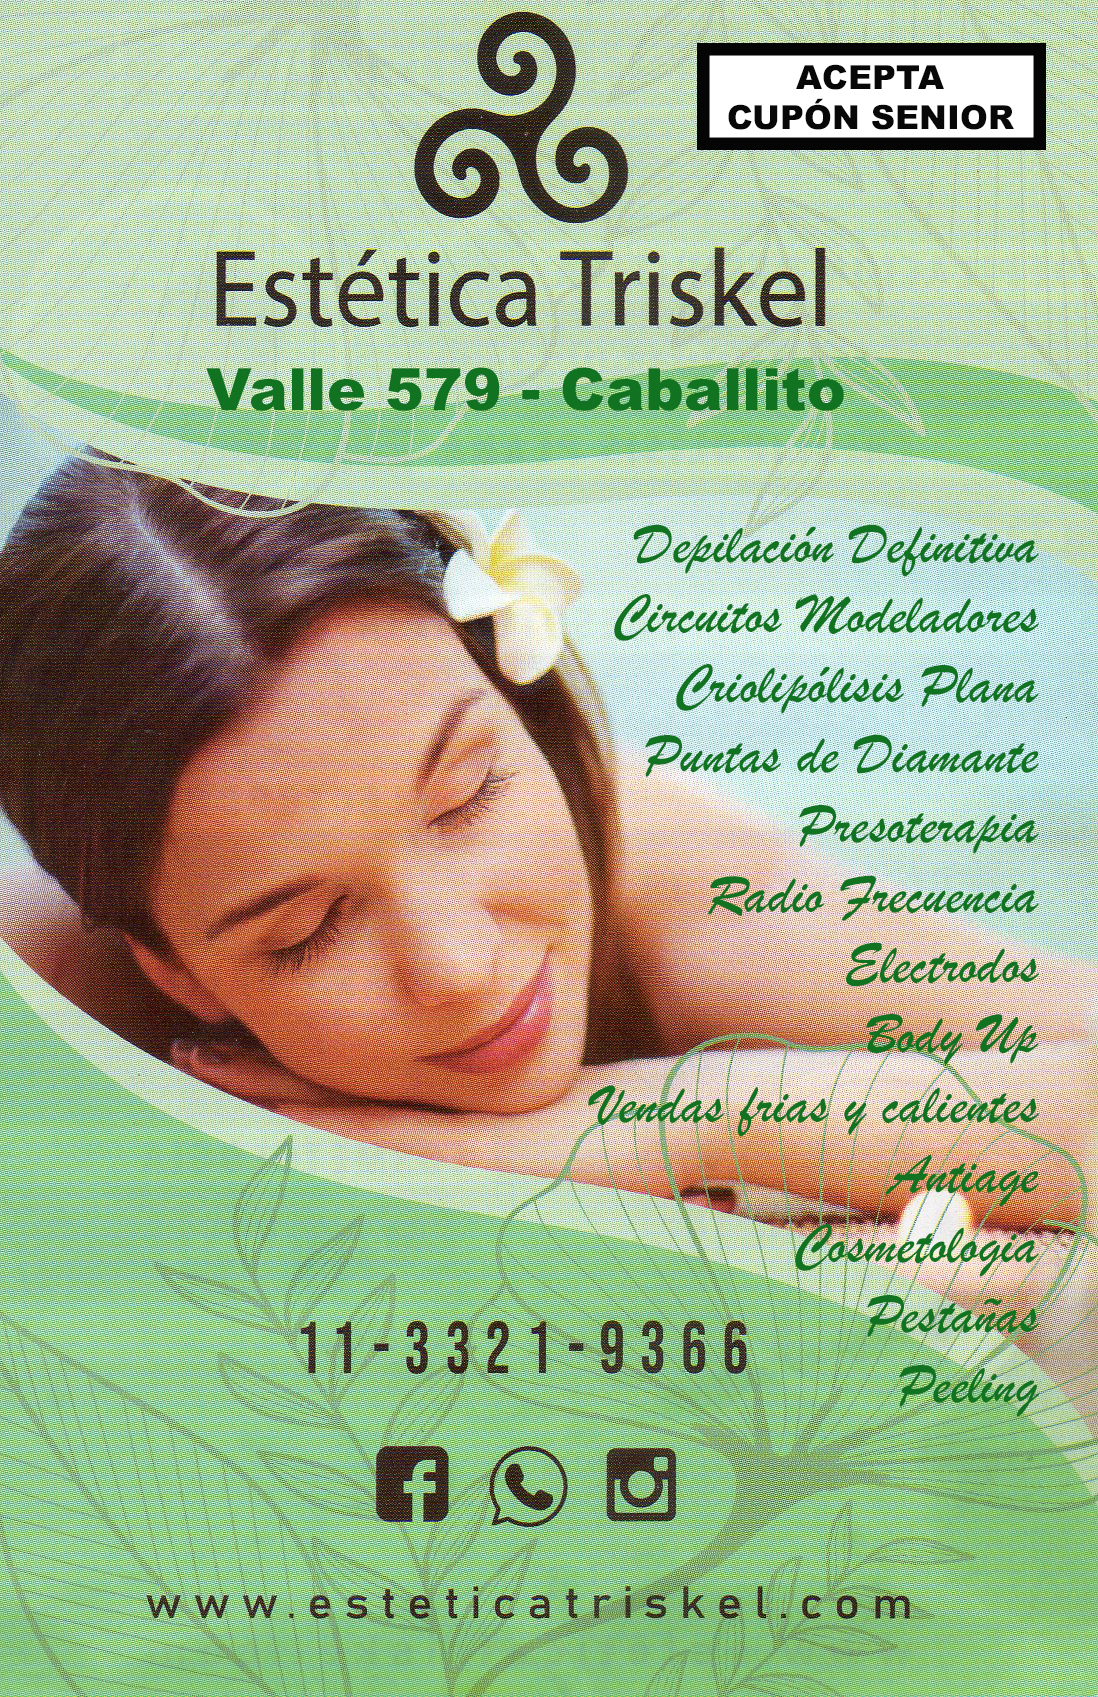 ACEPTA
CUPÓN SENIOR
Estética Triskel
Valle 579 - Caballito
Depilación Definitiva
Circuitos Modeladores
Criolipólisis Plana
Puntas de Diamante
Presoterapia
Radio Frecuencia
Electrodos
Body Up
Vendas frias y calientes
Antiage
Cosmetologia
Pestañas
Peeling
11-3321-9366
www.esteticatriskel.com